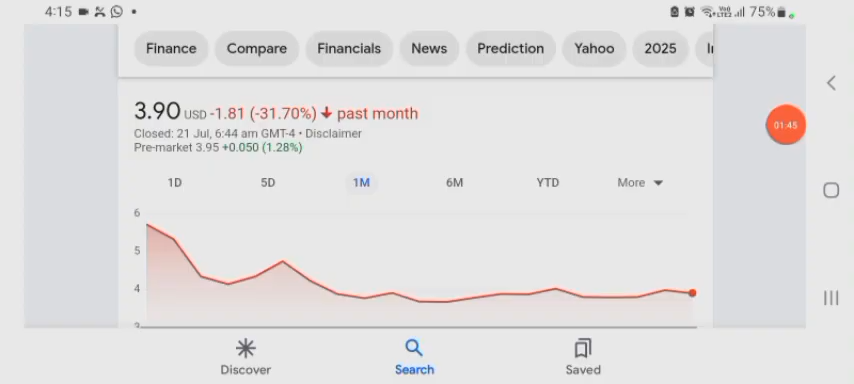 4:15 75%
Finance Compare Financials News Prediction Yahoo 2025
01:45
3.90 USD -1.81 (-31.70%) past month
Closed: 21 Jul, 6:44 am GMT-4 • Disclaimer
Pre-market 3.95 +0.050 (1.28%)
1D 5D 1M 6M YTD More
6
5
4
3
Discover Search Saved